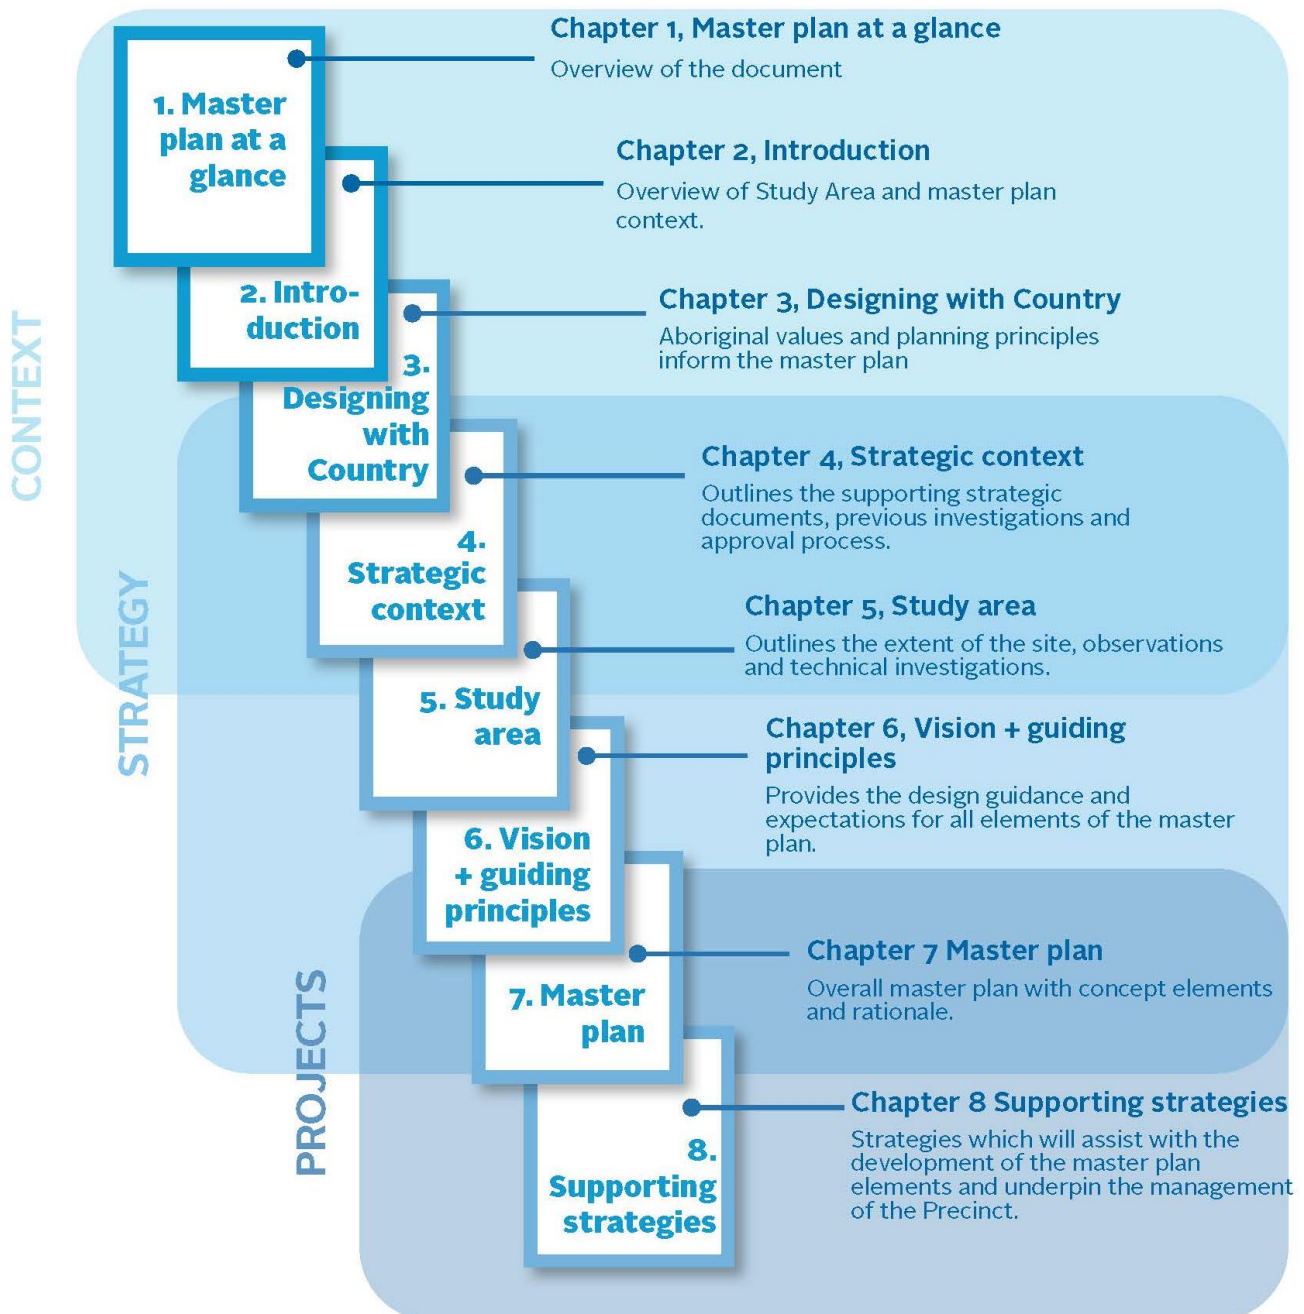 CONTEXT
STRATEGY
PROJECTS
1. Master
plan at a
glance
Chapter 1, Master plan at a glance
Overview of the document
2. Intro-
duction
Chapter 2, Introduction
Overview of Study Area and master plan
context.
3.
Designing
with
Country
Chapter 3, Designing with Country
Aboriginal values and planning principles
inform the master plan
4.
Strategic
context
Chapter 4, Strategic context
Outlines the supporting strategic
documents, previous investigations and
approval process.
5. Study
area
Chapter 5, Study area
Outlines the extent of the site, observations
and technical investigations.
6. Vision
+ guiding
principles
Chapter 6, Vision + guiding
principles
Provides the design guidance and
expectations for all elements of the master
plan.
7. Master
plan
Chapter 7 Master plan
Overall master plan with concept elements
and rationale.
8.
Supporting
strategies
Chapter 8 Supporting strategies
Strategies which will assist with the
development of the master plan
elements and underpin the management
of the Precinct.